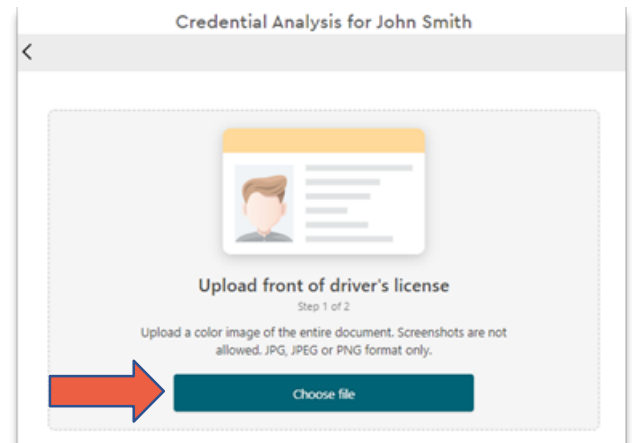 Credential Analysis for John Smith
Upload front of driver's license
Step 1 of 2
Upload a color image of the entire document. Screenshots are not
allowed. JPG, JPEG or PNG format only.
Choose file